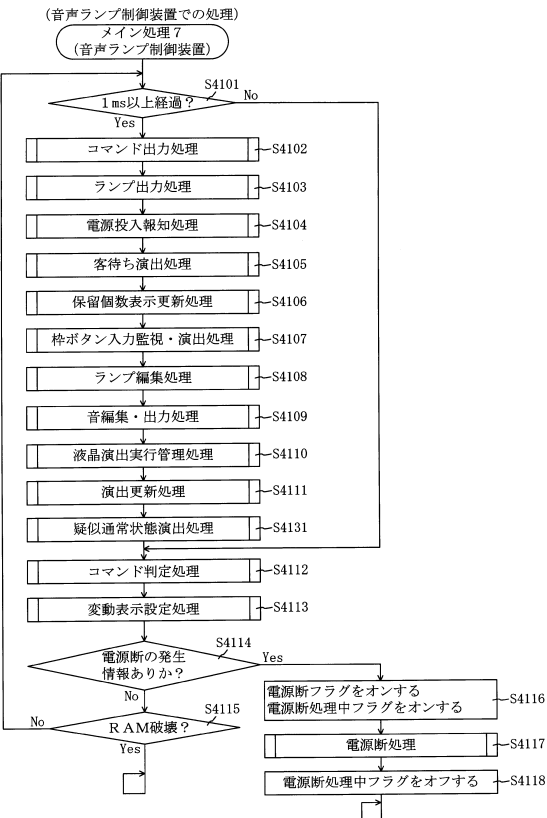 (音声ランプ制御装置での処理)
メイン処理7
(音声ランプ制御装置)
S4101
1ms以上経過?
No
Yes
コマンド出力処理
S4102
ランプ出力処理
S4103
電源投入報知処理
S4104
客待ち演出処理
S4105
保留個数表示更新処理
S4106
枠ボタン入力監視・演出処理
S4107
ランプ編集処理
S4108
音編集・出力処理
S4109
液晶演出実行管理処理
S4110
演出更新処理
S4111
疑似通常状態演出処理
S4131
コマンド判定処理
S4112
変動表示設定処理
S4113
S4114
電源断の発生
情報ありか?
Yes
No
電源断フラグをオンする
電源断処理中フラグをオンする
S4116
S4115
RAM破壊?
No
Yes
電源断処理
S4117
電源断処理中フラグをオフする
S4118